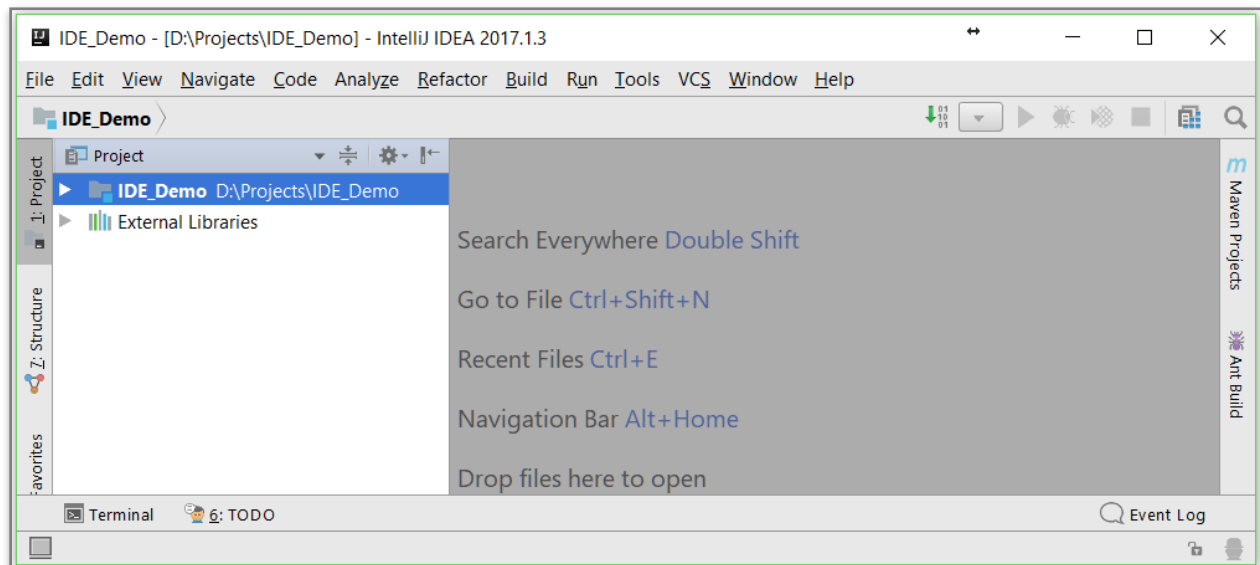 IDE_Demo - [D:\Projects\IDE_Demo] - IntelliJ IDEA 2017.1.3
File Edit View Navigate Code Analyze Refactor Build Run Tools VCS Window Help
IDE_Demo
Project
IDE_Demo D:\Projects\IDE_Demo
External Libraries
1: Project
7: Structure
avorites
Search Everywhere Double Shift
Go to File Ctrl+Shift+N
Recent Files Ctrl+E
Navigation Bar Alt+Home
Drop files here to open
Maven Projects
Ant Build
Terminal 6: TODO Event Log